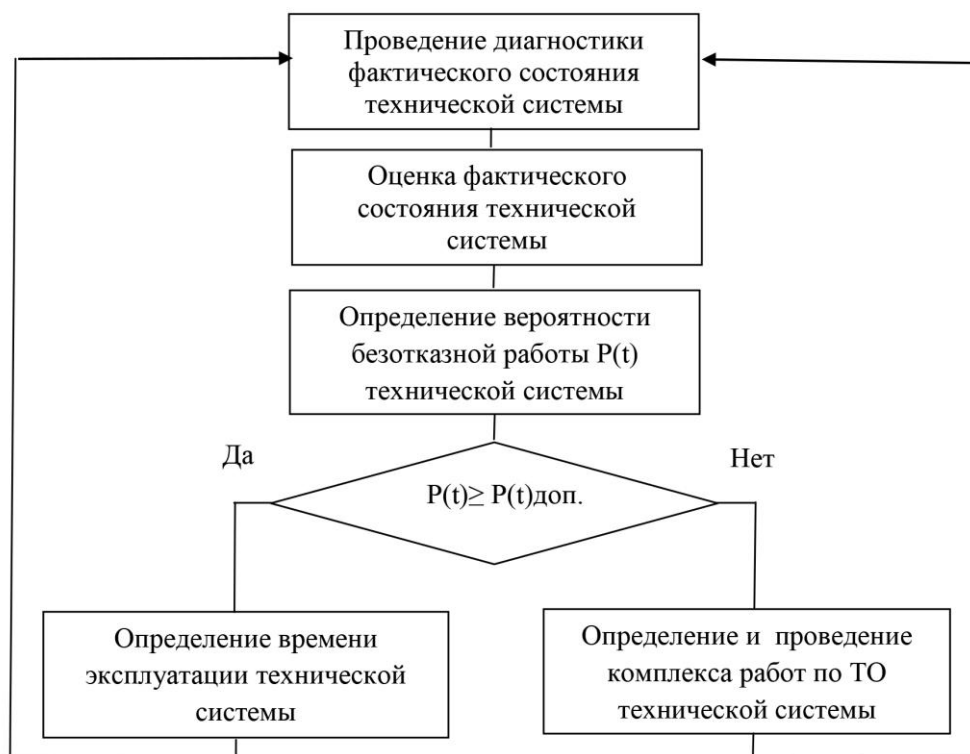 Проведение диагностики
фактического состояния
технической системы
Оценка фактического
состояния технической
системы
Определение вероятности
безотказной работы P(t)
технической системы
Да
Нет
P(t)≥ P(t)доп.
Определение времени
эксплуатации технической
системы
Определение и проведение
комплекса работ по ТО
технической системы